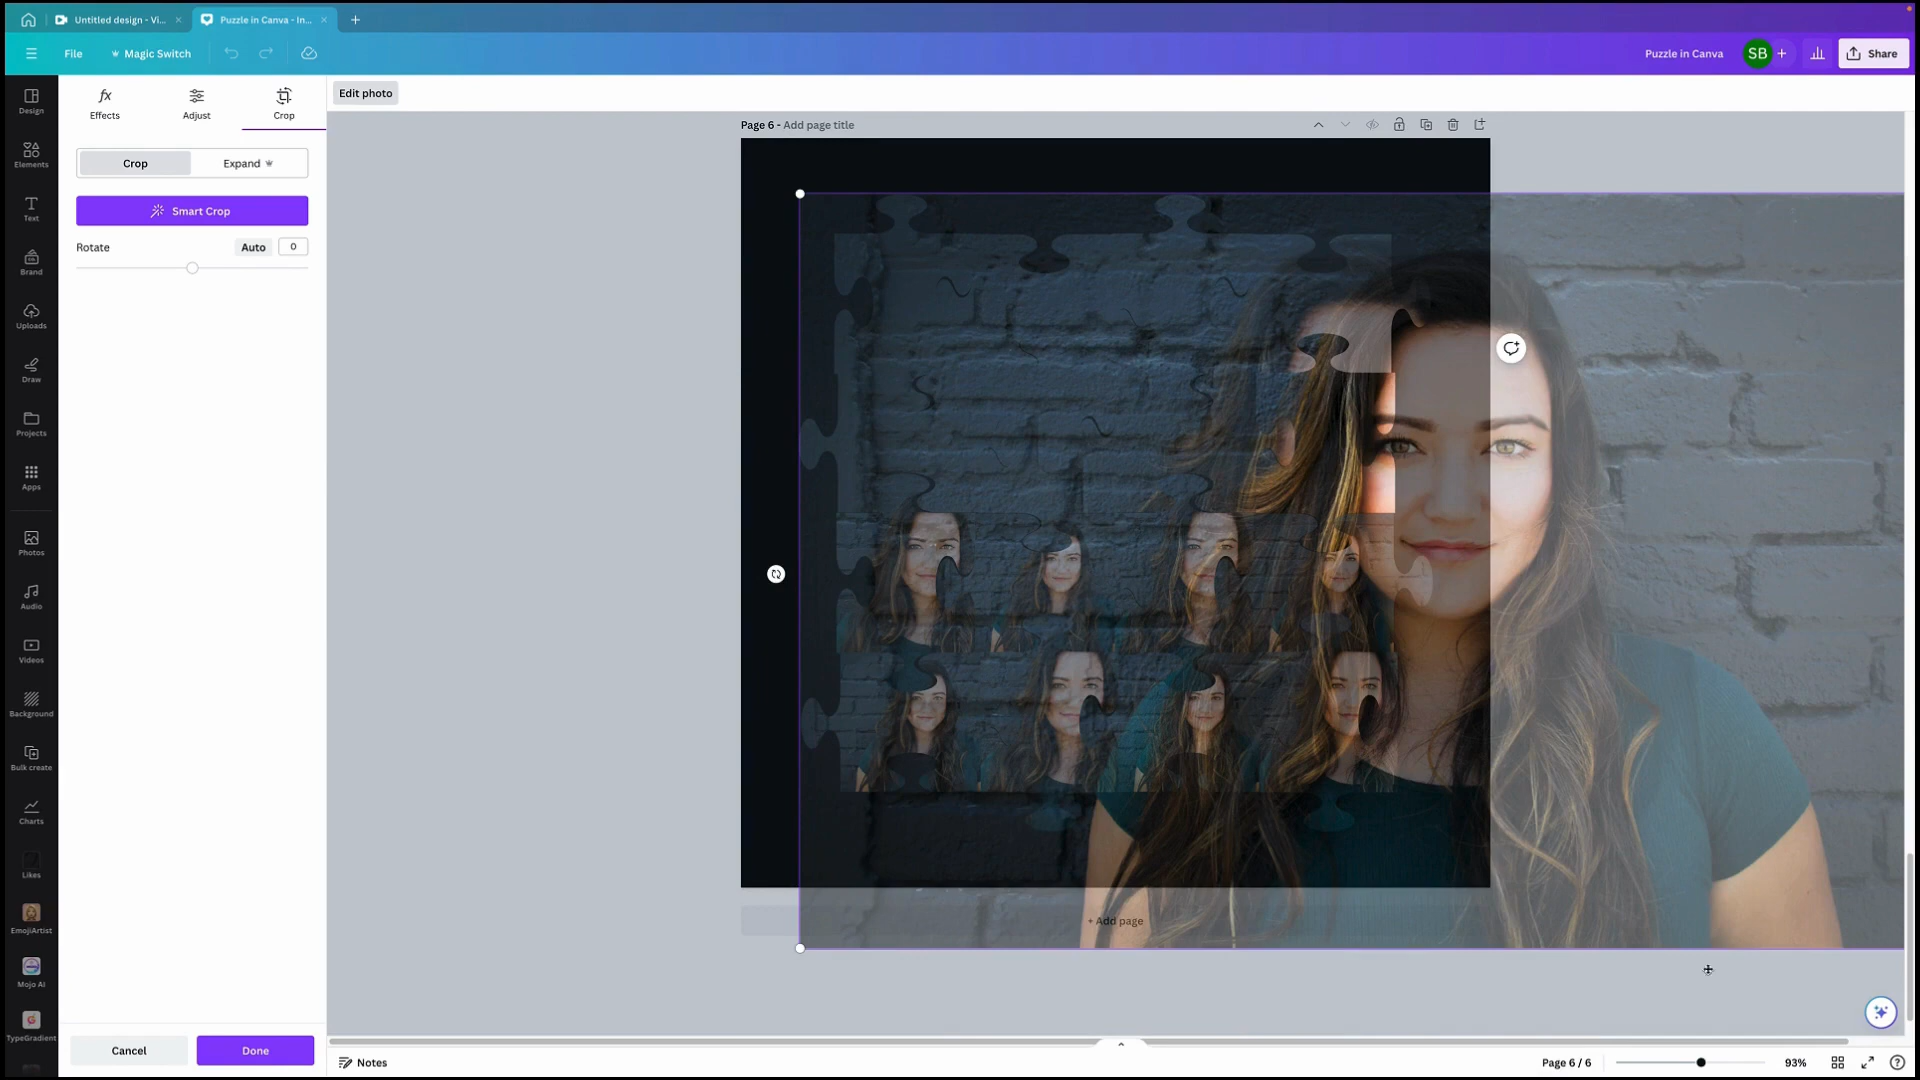 Untitled design - Vi...
Puzzle in Canva - In...
File
Magic Switch
Puzzle in Canva
SB
Share
Design
Elements
Text
Brand
Uploads
Draw
Projects
Apps
Photos
Audio
Videos
Background
Bulk create
Charts
Likes
EmojiArtist
Mojo AI
TypeGradient
Effects
Adjust
Crop
Crop
Expand
Smart Crop
Rotate
Auto
0
Cancel
Done
Edit photo
Page 6 - Add page title
+ Add page
Notes
Page 6 / 6
93%